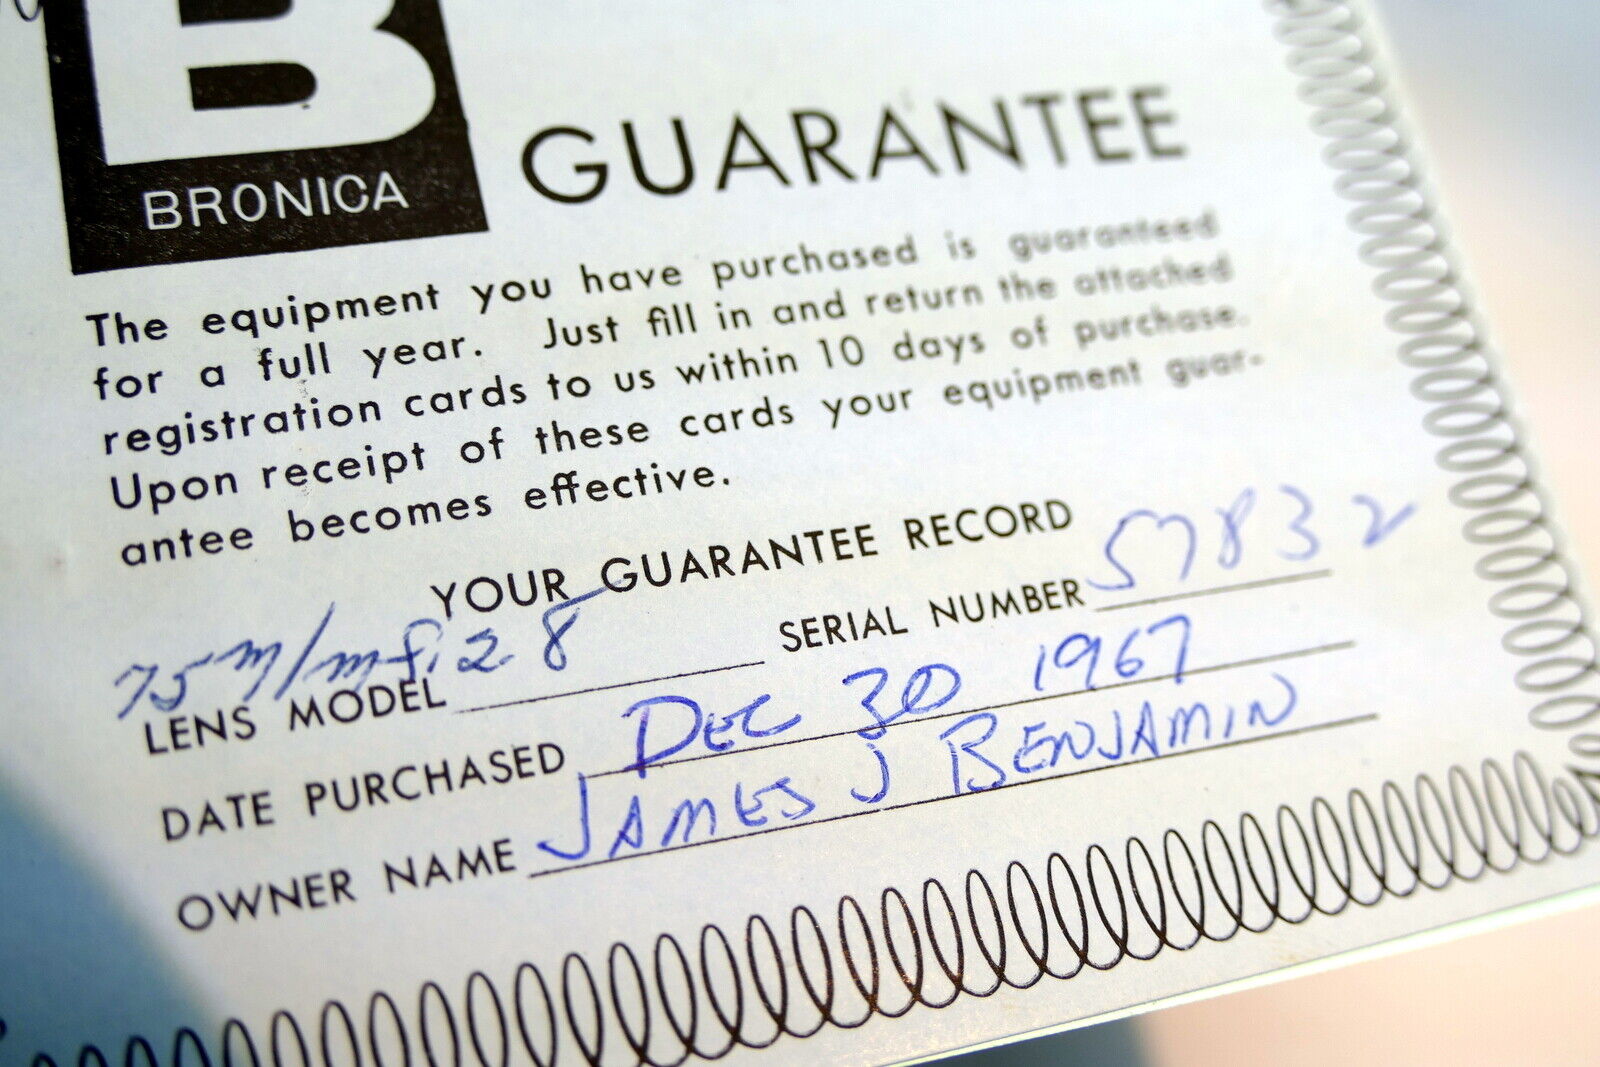 B
BRONICA
GUARANTEE
The equipment you have purchased is guaranteed
for a full year. Just fill in and return the attached
registration cards to us within 10 days of purchase.
Upon receipt of these cards your equipment guar-
antee becomes effective.
YOUR GUARANTEE RECORD
LENS MODEL 75 m/m f. 2.8 SERIAL NUMBER 57832
DATE PURCHASED DEC 30 1967
OWNER NAME JAMES J BENJAMIN